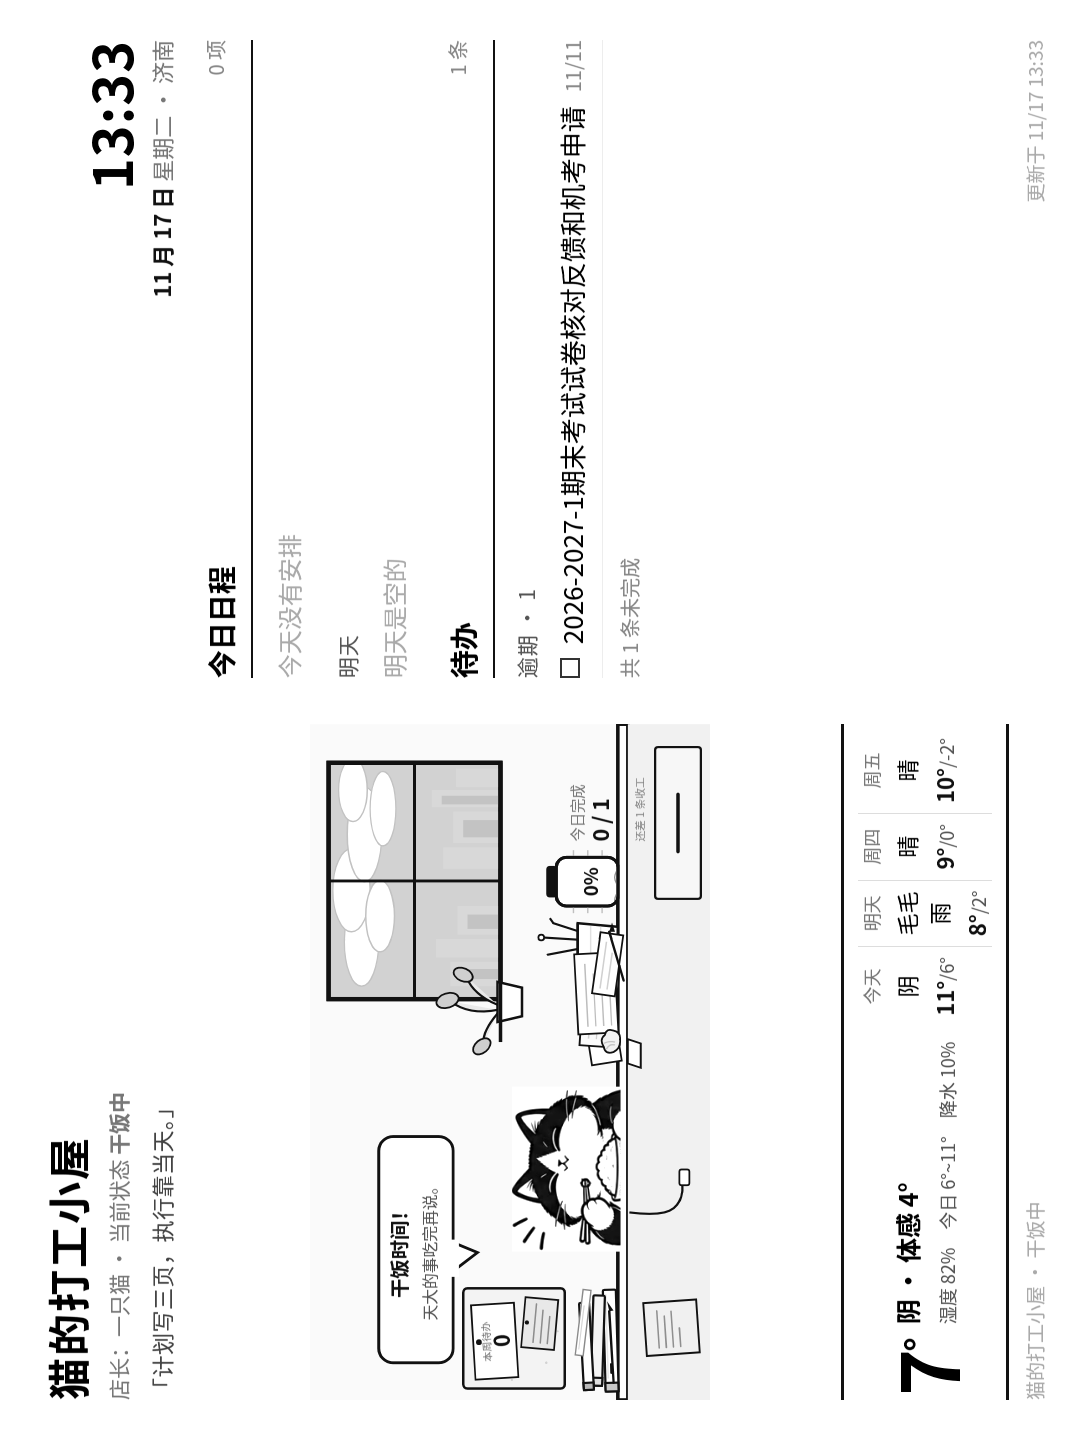 猫的打工小屋
店长：一只猫 · 当前状态 干饭中
「计划写三页，执行靠当天。」
13:33
11 月 17 日 星期二 · 济南
干饭时间!
天大的事吃完再说。
本周待办
0
0%
今日完成
0 / 1
还差 1 条收工
7° 阴 · 体感 4°
湿度 82% 今日 6°~11° 降水 10%
今天
阴
11°/6°
明天
毛毛雨
8°/2°
周四
晴
9°/0°
周五
晴
10°/-2°
今日日程 0 项
今天没有安排
明天
明天是空的
待办 1 条
逾期 · 1
2026-2027-1期末考试试卷核对反馈和机考申请 11/11
共 1 条未完成
猫的打工小屋 · 干饭中
更新于 11/17 13:33